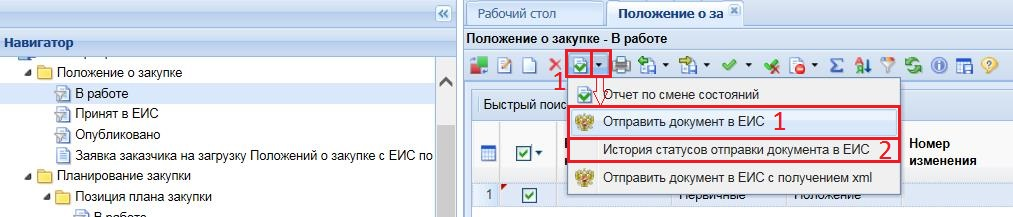 Рабочий стол
Положение о за
Навигатор
Положение о закупке - В работе
Положение о закупке
В работе
Принят в ЕИС
Опубликовано
Заявка заказчика на загрузку Положений о закупке с ЕИС по
Планирование закупки
Позиция плана закупки
В работе
1
Быстрый поис
Отчет по смене состояний
Отправить документ в ЕИС 1
История статусов отправки документа в ЕИС 2
Отправить документ в ЕИС с получением xml
Номер
изменения
1
Первичные
Положение